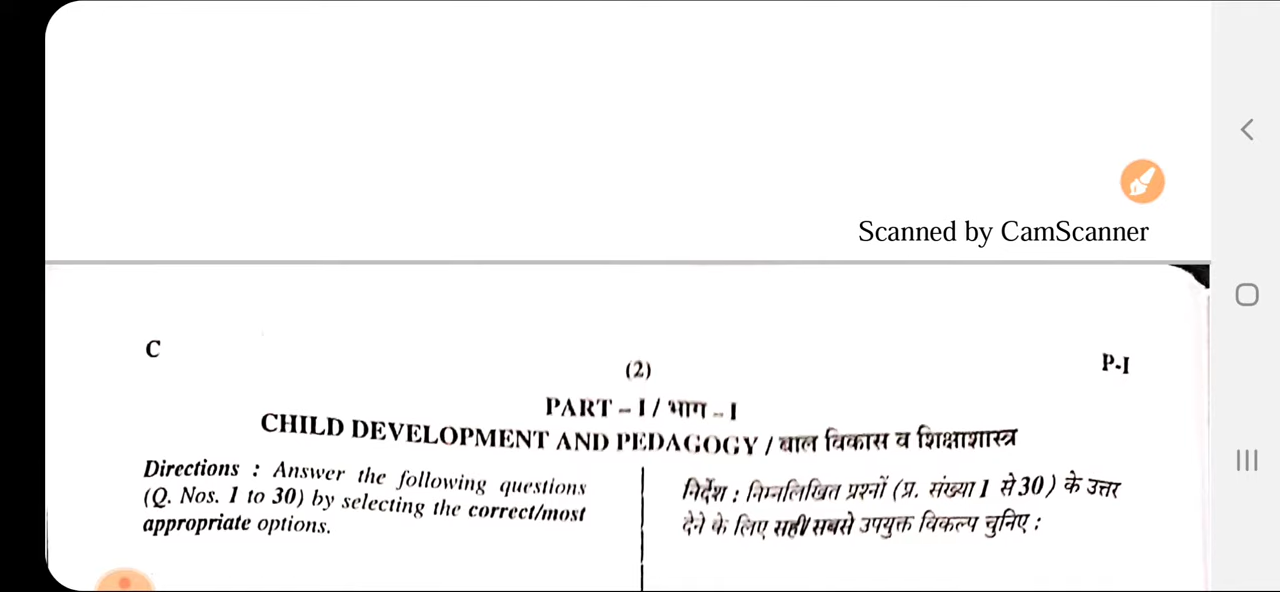 Scanned by CamScanner
C
(2)
P-I
PART – I / भाग – I
CHILD DEVELOPMENT AND PEDAGOGY / बाल विकास व शिक्षाशास्त्र
Directions : Answer the following questions
(Q. Nos. 1 to 30) by selecting the correct/most
appropriate options.
निर्देश : निम्नलिखित प्रश्नों (प्र. संख्या 1 से 30) के उत्तर
देने के लिए सही/सबसे उपयुक्त विकल्प चुनिए :